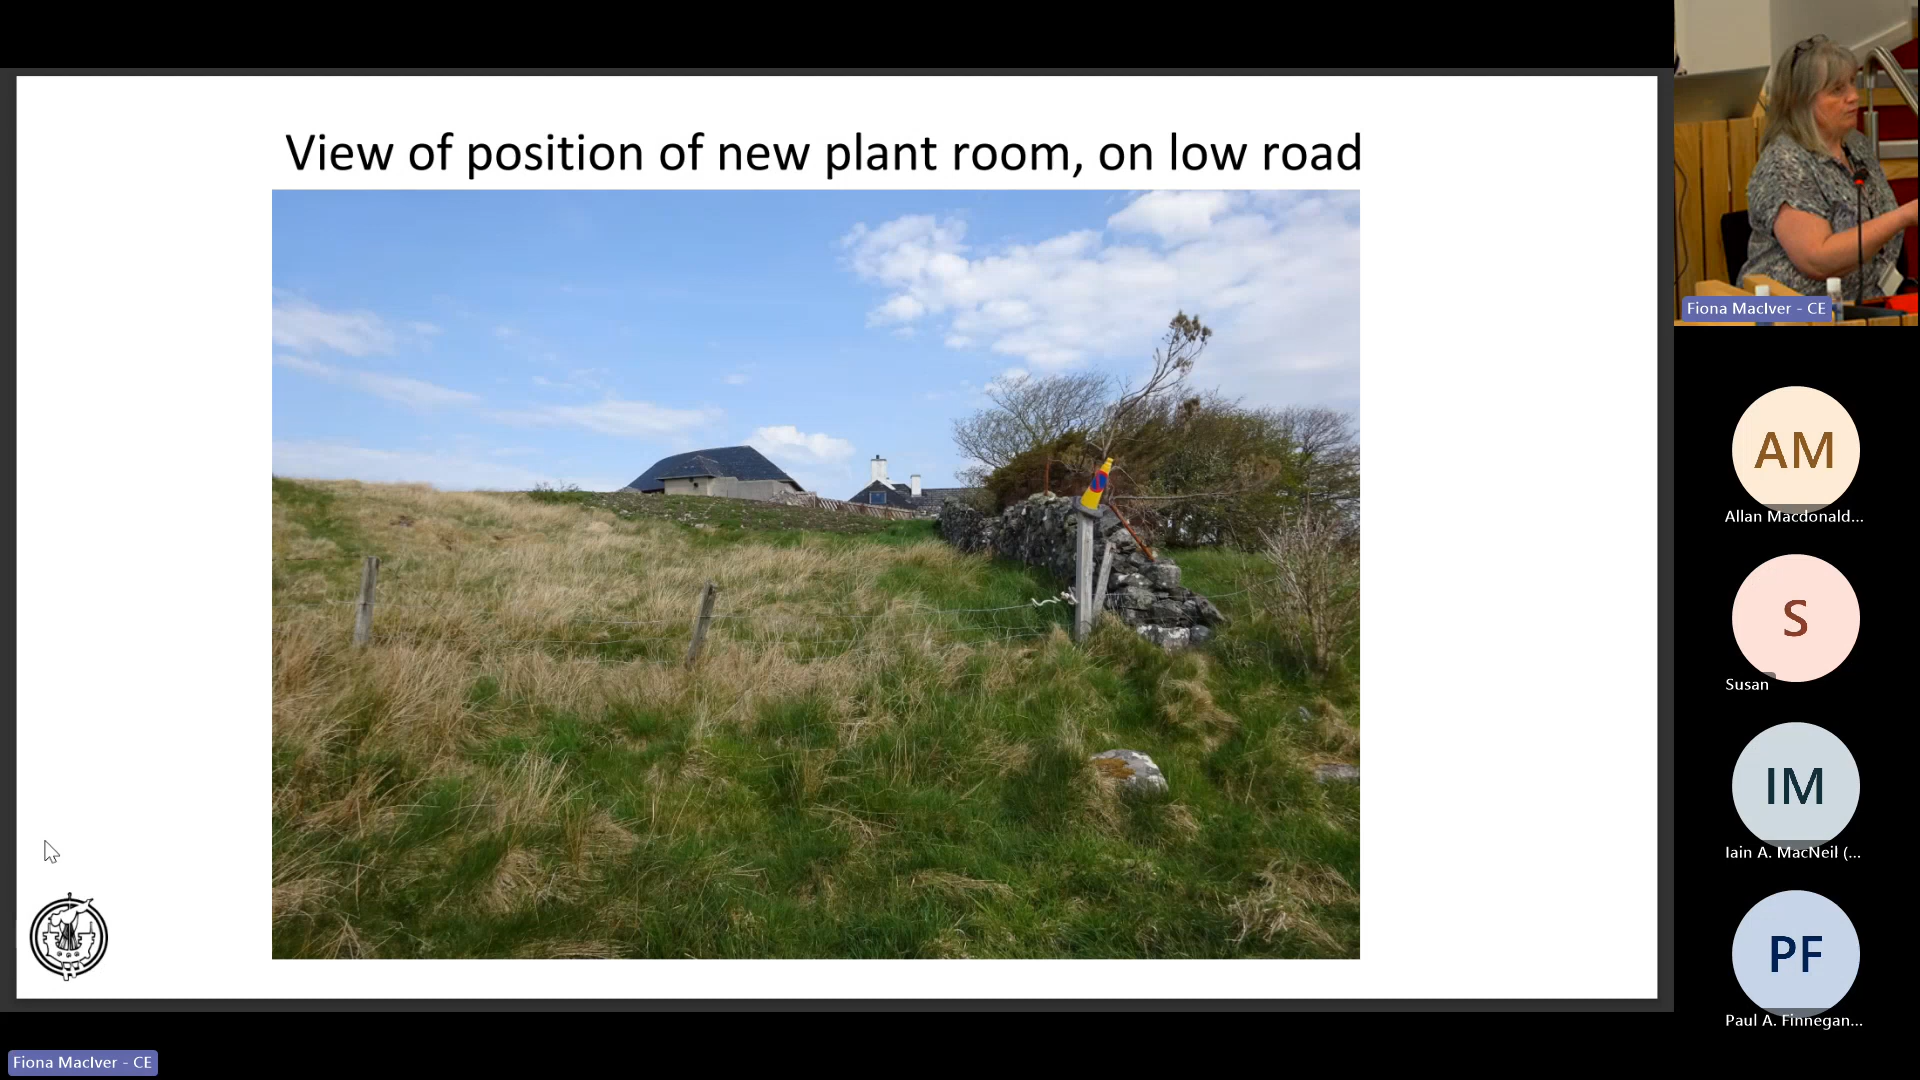 View of position of new plant room, on low road
Fiona MacIver - CE
AM
Allan Macdonald...
S
Susan
IM
Iain A. MacNeil (...
PF
Paul A. Finnegan...
Fiona MacIver - CE